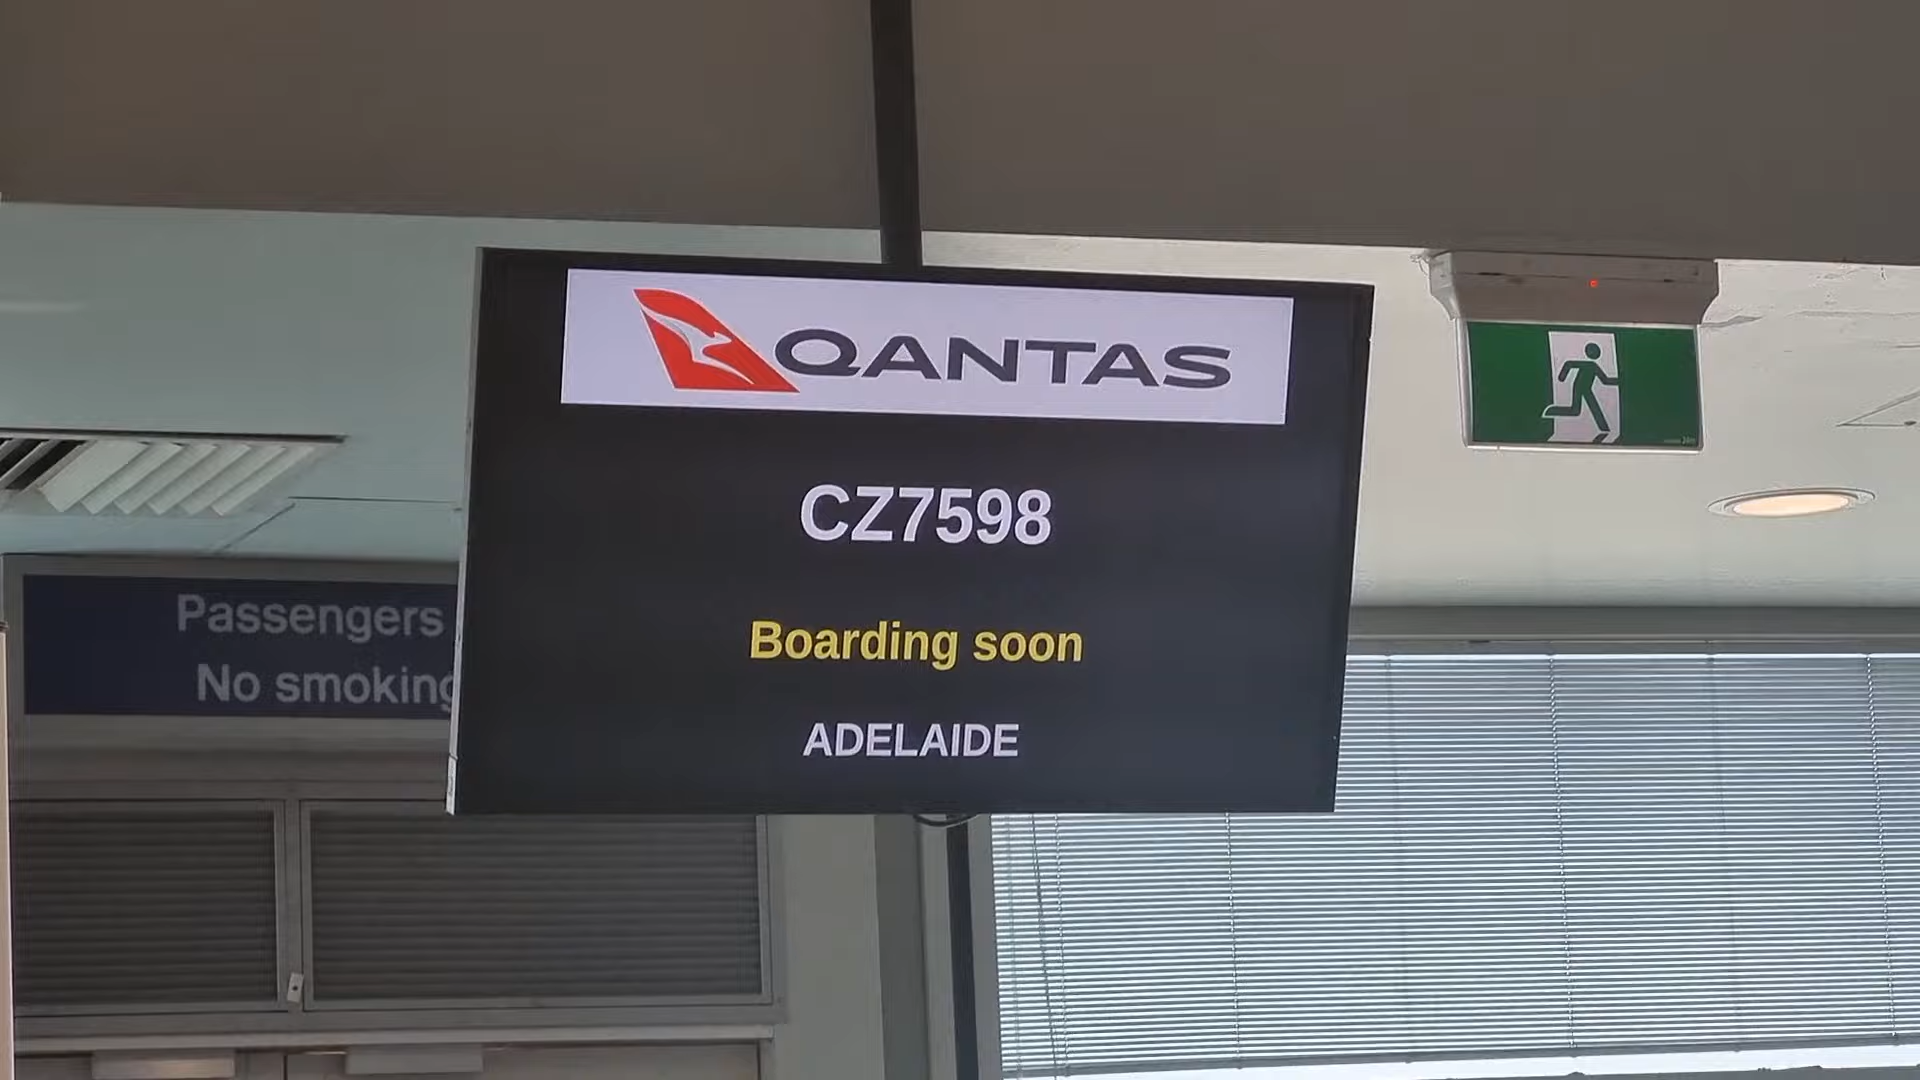 QANTAS
CZ7598
Boarding soon
ADELAIDE
Passengers
No smoking